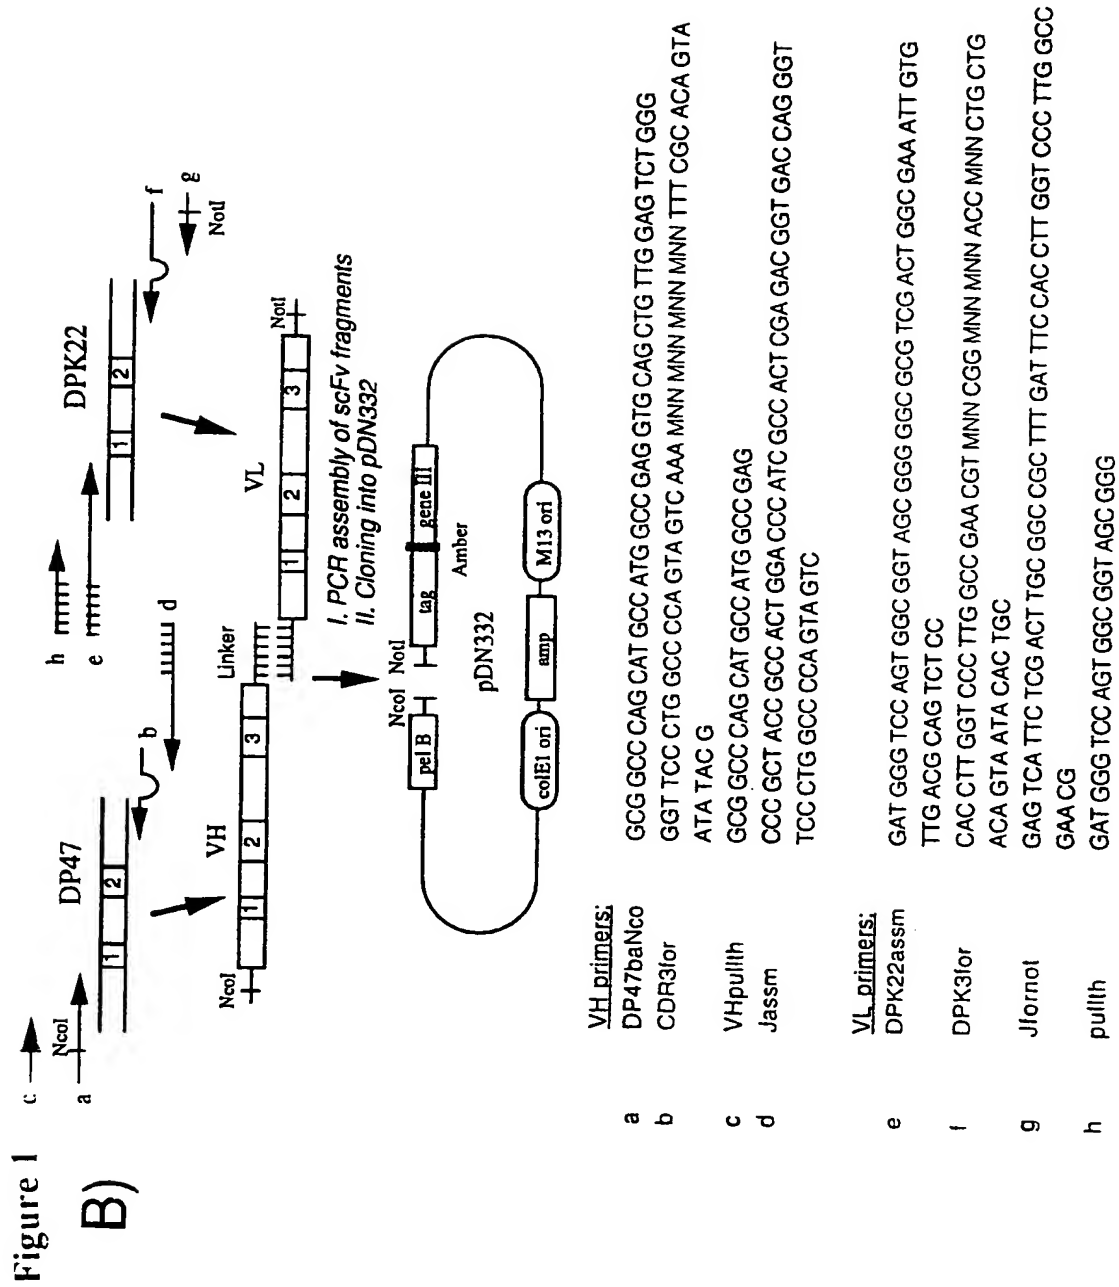 Figure 1
B)
c
a
NcoI
DP47
1
2
b
d
h
e
DPK22
1
2
f
g
NotI
NcoI
VH
1
2
3
Linker
VL
1
2
3
NotI
I. PCR assembly of scFv fragments
II. Cloning into pDN332
NcoI NotI
pel B
tag
gene III
Amber
pDN332
colE1 ori
amp
M13 ori
VH primers:
a DP47baNco GCG GCC CAG CAT GCC ATG GCC GAG GTG CAG CTG TTG GAG TCT GGG
b CDR3for GGT TCC CTG GCC CCA GTA GTC AAA MNN MNN MNN MNN TTT CGC ACA GTA
ATA TAC G
c VHpullth GCG GCC CAG CAT GCC ATG GCC GAG
d Jassm CCC GCT ACC GCC ACT GGA CCC ATC GCC ACT CGA GAC GGT GAC CAG GGT
TCC CTG GCC CCA GTA GTC
VL primers:
e DPK22assm GAT GGG TCC AGT GGC GGT AGC GGG GGC GCG TCG ACT GGC GAA ATT GTG
TTG ACG CAG TCT CC
f DPK3for CAC CTT GGT CCC TTG GCC GAA CGT MNN CGG MNN MNN ACC MNN CTG CTG
ACA GTA ATA CAC TGC
g Jfornot GAG TCA TTC TCG ACT TGC GGC CGC TTT GAT TTC CAC CTT GGT CCC TTG GCC
GAA CG
h pullth GAT GGG TCC AGT GGC GGT AGC GGG